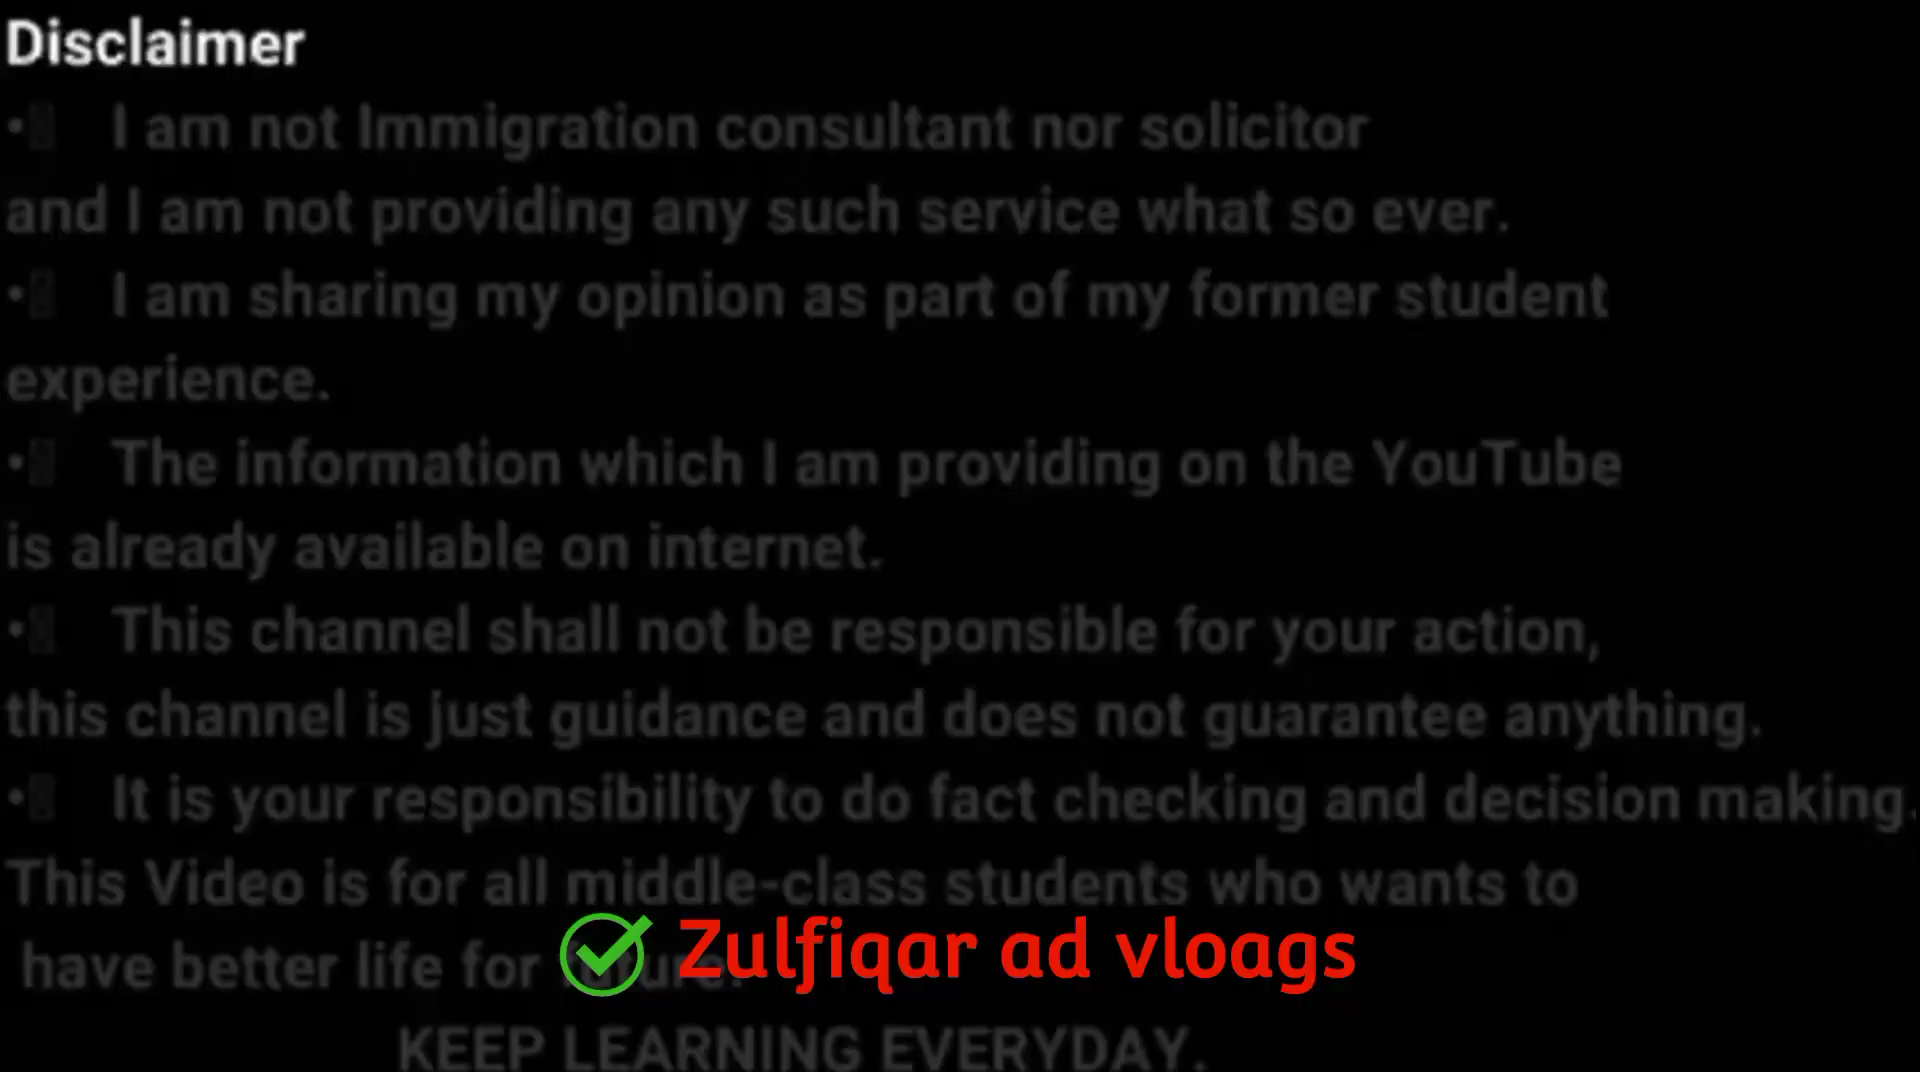 Disclaimer
• I am not Immigration consultant nor solicitor
and I am not providing any such service what so ever.
• I am sharing my opinion as part of my former student
experience.
• The information which I am providing on the YouTube
is already available on internet.
• This channel shall not be responsible for your action,
this channel is just guidance and does not guarantee anything.
• It is your responsibility to do fact checking and decision making.
This Video is for all middle-class students who wants to
have better life for future.
Zulfiqar ad vloags
KEEP LEARNING EVERYDAY.